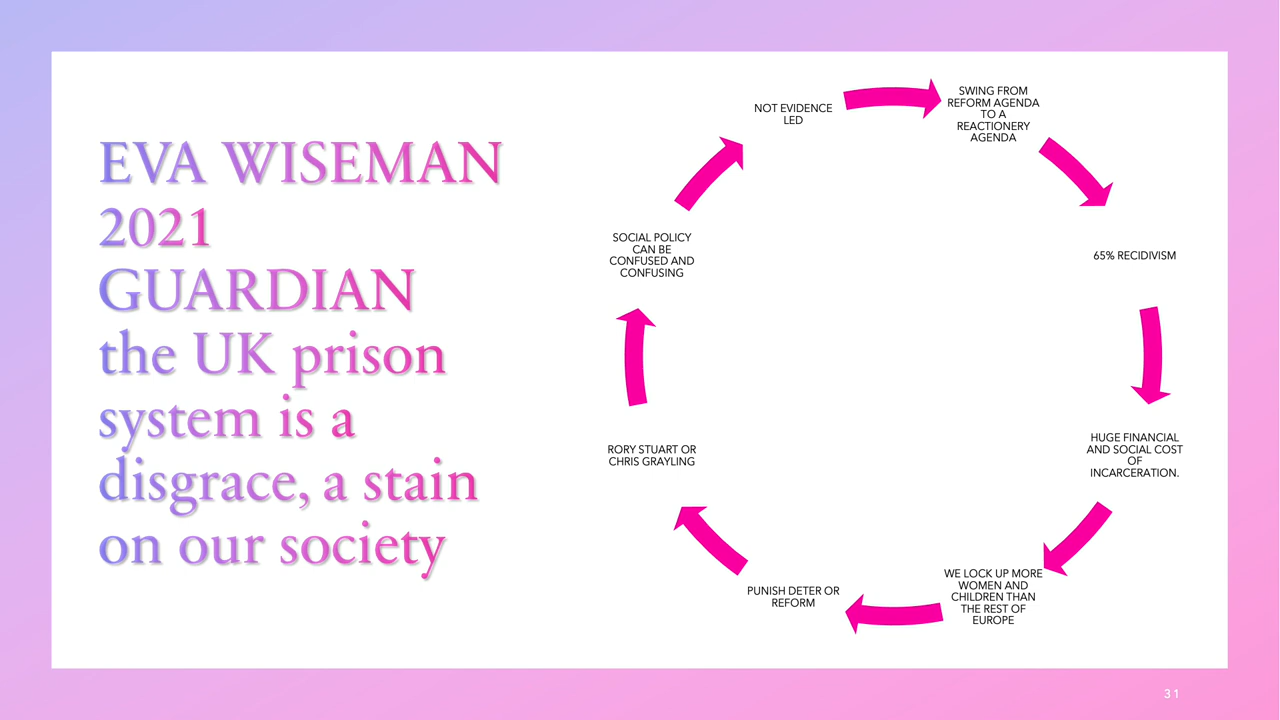 EVA WISEMAN
2021
GUARDIAN
the UK prison
system is a
disgrace, a stain
on our society
NOT EVIDENCE
LED
SWING FROM
REFORM AGENDA
TO A
REACTIONERY
AGENDA
65% RECIDIVISM
HUGE FINANCIAL
AND SOCIAL COST
OF
INCARCERATION.
WE LOCK UP MORE
WOMEN AND
CHILDREN THAN
THE REST OF
EUROPE
PUNISH DETER OR
REFORM
RORY STUART OR
CHRIS GRAYLING
SOCIAL POLICY
CAN BE
CONFUSED AND
CONFUSING
31